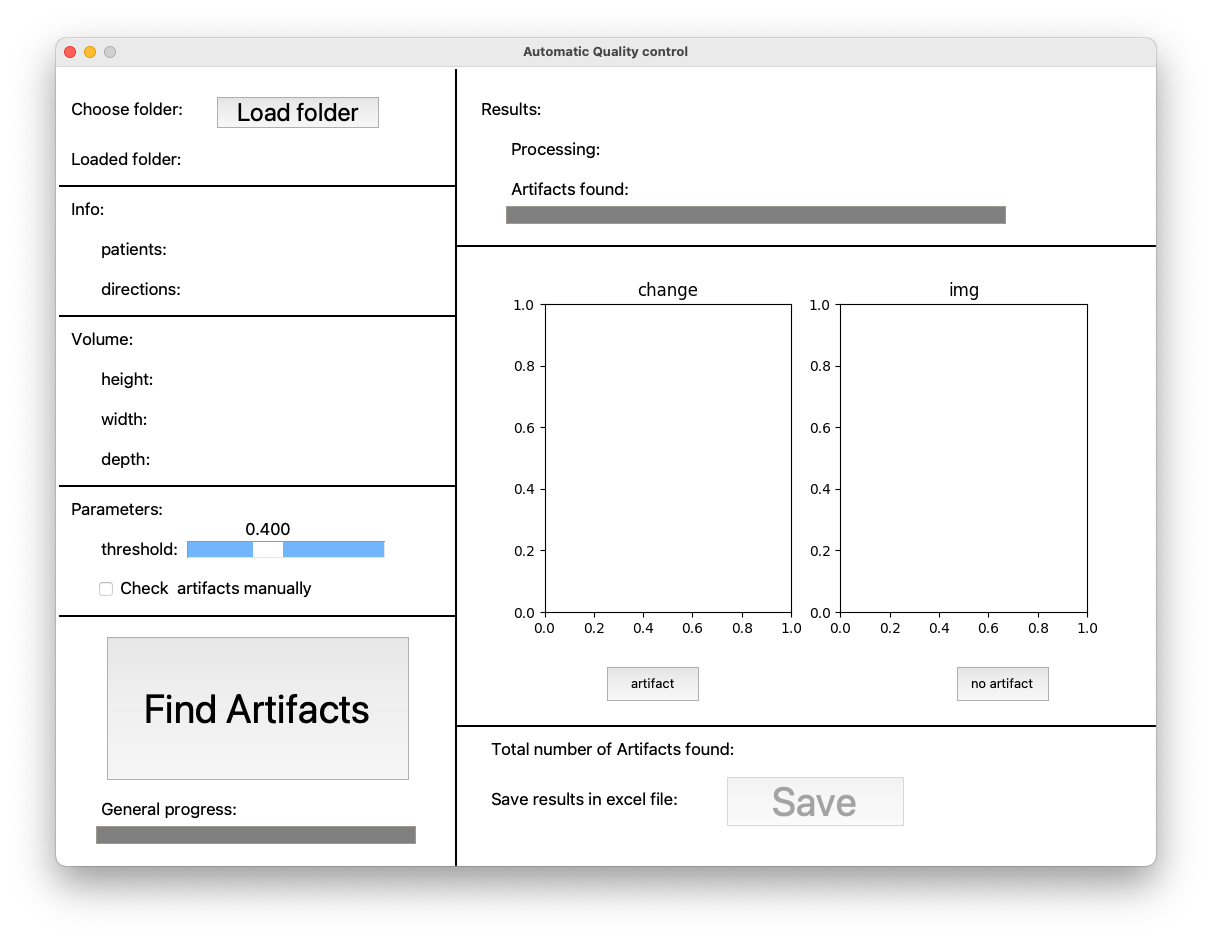 Automatic Quality control
Choose folder:
Load folder
Loaded folder:
Info:
patients:
directions:
Volume:
height:
width:
depth:
Parameters:
0.400
threshold:
Check  artifacts manually
Find Artifacts
General progress:
Results:
Processing:
Artifacts found:
change
1.0
0.8
0.6
0.4
0.2
0.0
0.0 0.2 0.4 0.6 0.8 1.0
img
1.0
0.8
0.6
0.4
0.2
0.0
0.0 0.2 0.4 0.6 0.8 1.0
artifact
no artifact
Total number of Artifacts found:
Save results in excel file:
Save